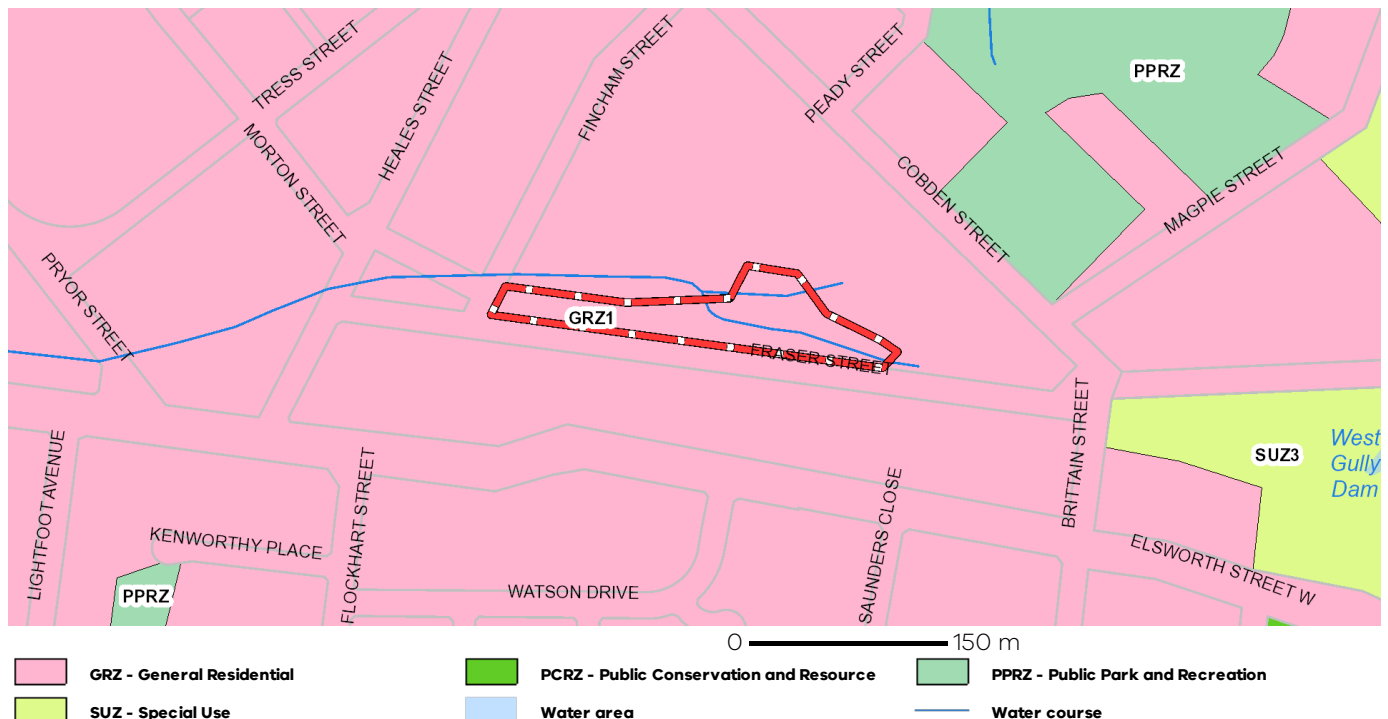 PPRZ
TRESS STREET
HEALES STREET
FINCHAM STREET
PEADY STREET
MORTON STREET
COBDEN STREET
MAGPIE STREET
PRYOR STREET
GRZ1
FRASER STREET
BRITTAIN STREET
SUZ3
West
Gully
Dam
LIGHTFOOT AVENUE
FLOCKHART STREET
SAUNDERS CLOSE
KENWORTHY PLACE
ELSWORTH STREET W
WATSON DRIVE
PPRZ
0 150 m
GRZ - General Residential
PCRZ - Public Conservation and Resource
PPRZ - Public Park and Recreation
SUZ - Special Use
Water area
Water course